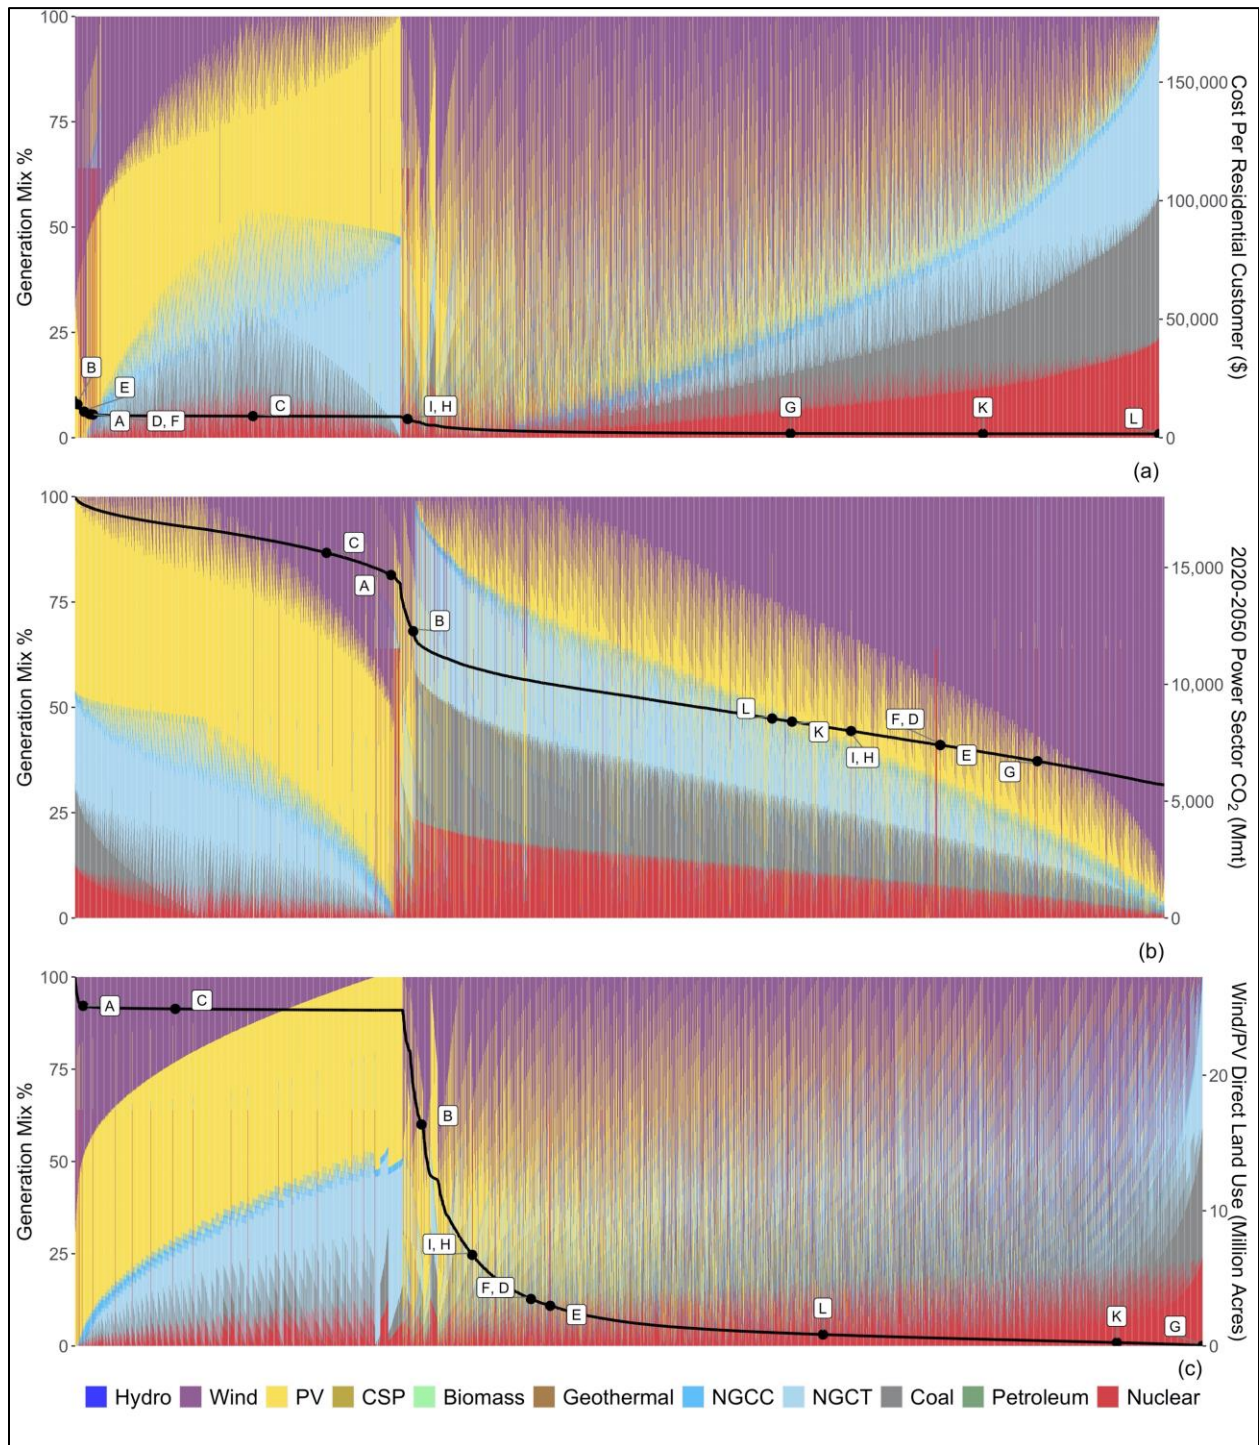 100
75
50
25
0
Generation Mix %
150,000
100,000
50,000
0
Cost Per Residential Customer ($)
B
E
A
D, F
C
I, H
G
K
L
(a)
100
75
50
25
0
Generation Mix %
15,000
10,000
5,000
0
2020-2050 Power Sector CO₂ (Mmt)
C
A
B
L
K
I, H
F, D
E
G
(b)
100
75
50
25
0
Generation Mix %
20
10
0
Wind/PV Direct Land Use (Million Acres)
A
C
B
I, H
F, D
E
L
K
G
(c)
Hydro Wind PV CSP Biomass Geothermal NGCC NGCT Coal Petroleum Nuclear